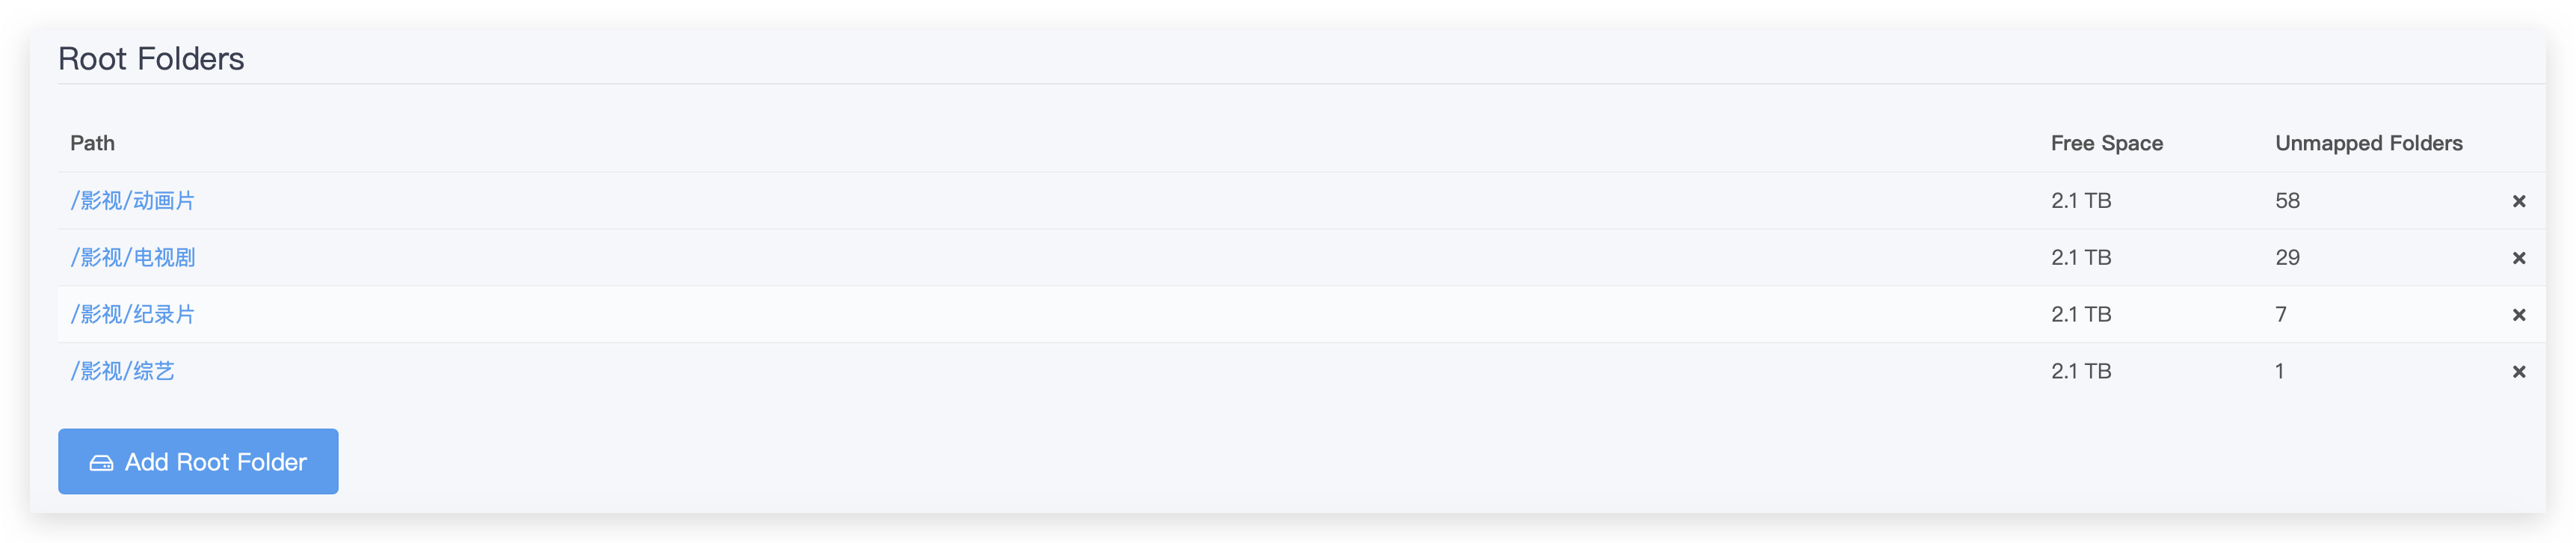 Root Folders
Path Free Space Unmapped Folders
/影视/动画片 2.1 TB 58
/影视/电视剧 2.1 TB 29
/影视/纪录片 2.1 TB 7
/影视/综艺 2.1 TB 1
Add Root Folder